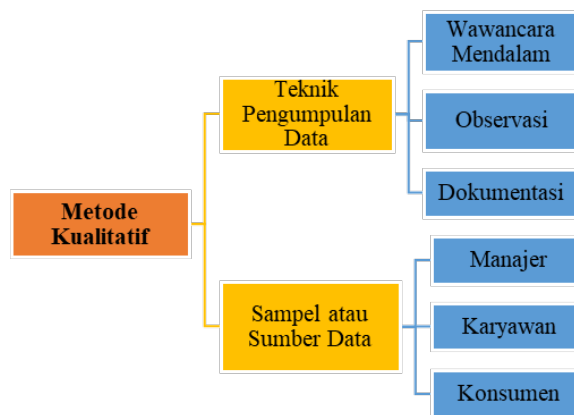 Metode
Kualitatif
Teknik
Pengumpulan
Data
Wawancara
Mendalam
Observasi
Dokumentasi
Sampel atau
Sumber Data
Manajer
Karyawan
Konsumen